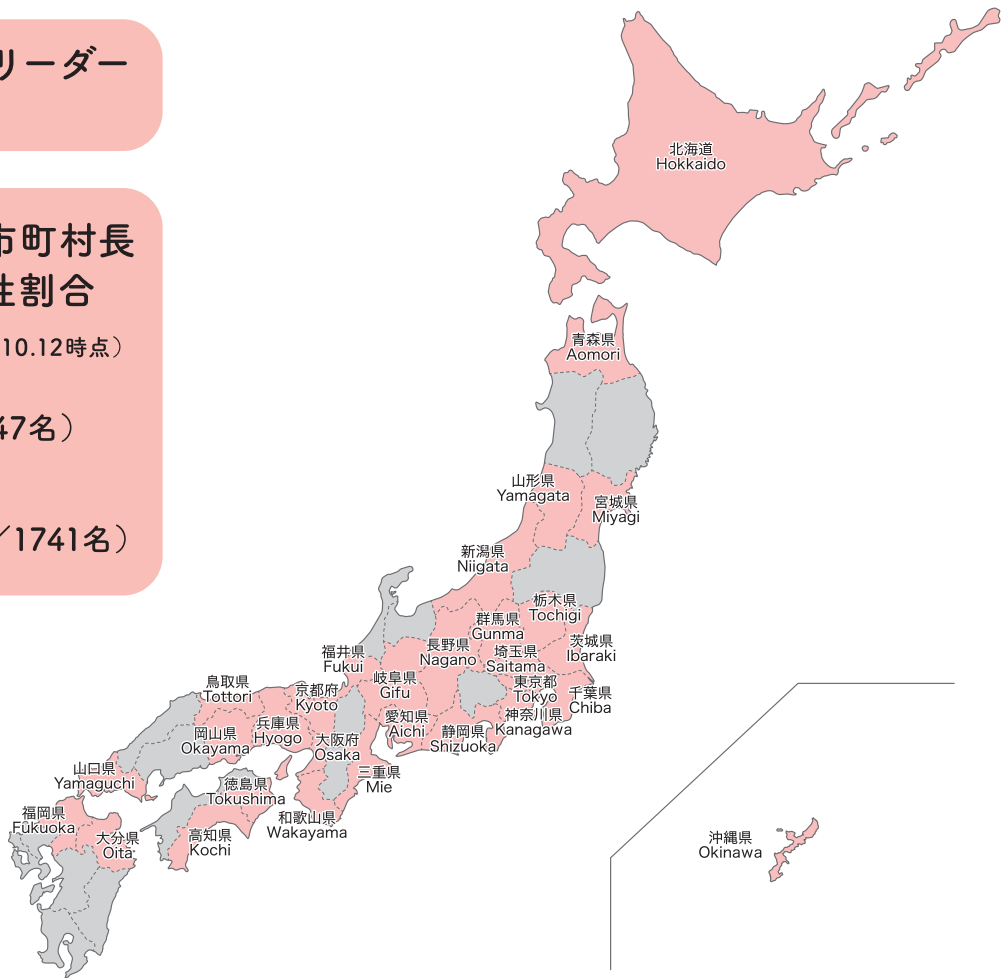 リーダー
市町村長
性割合
10.12時点）
47名）
／1741名）
北海道
Hokkaido
青森県
Aomori
山形県
Yamagata
宮城県
Miyagi
新潟県
Niigata
栃木県
Tochigi
群馬県
Gunma
茨城県
Ibaraki
長野県
Nagano
埼玉県
Saitama
福井県
Fukui
岐阜県
Gifu
東京都
Tokyo
千葉県
Chiba
鳥取県
Tottori
京都府
Kyoto
愛知県
Aichi
神奈川県
Kanagawa
兵庫県
Hyogo
岡山県
Okayama
静岡県
Shizuoka
大阪府
Osaka
三重県
Mie
山口県
Yamaguchi
徳島県
Tokushima
和歌山県
Wakayama
福岡県
Fukuoka
大分県
Oita
高知県
Kochi
沖縄県
Okinawa